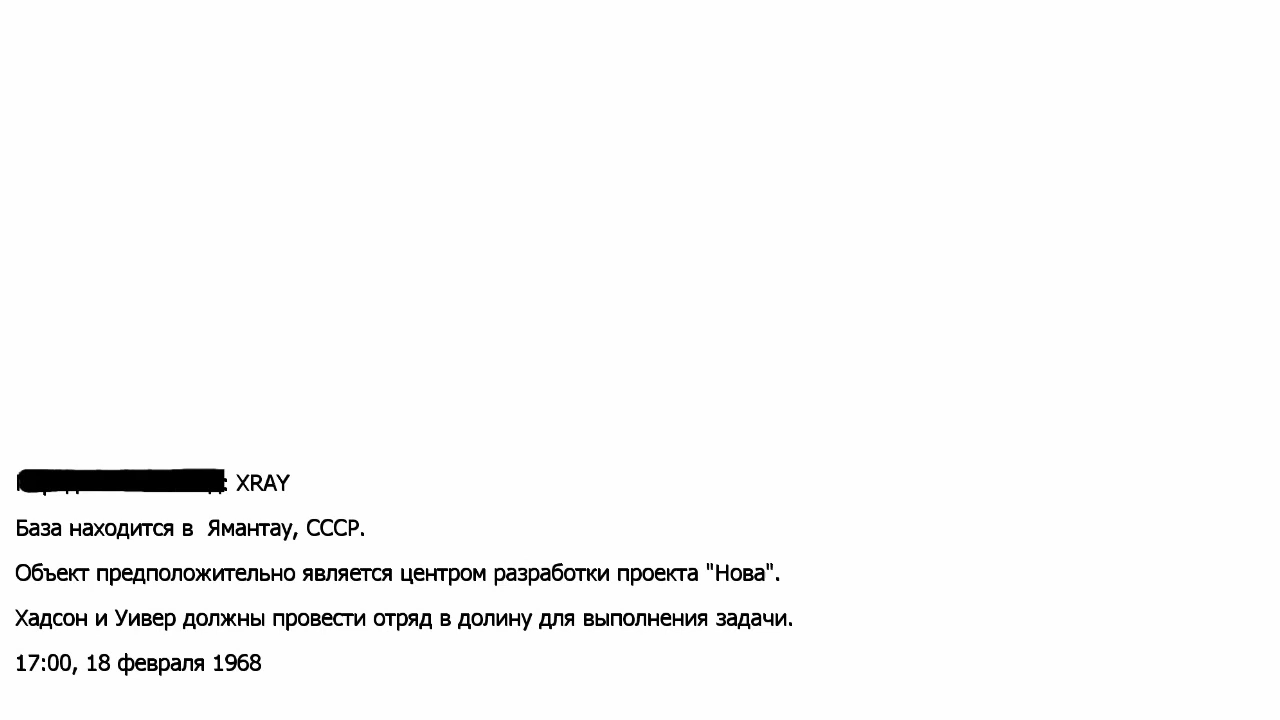 : XRAY
База находится в  Ямантау, СССР.
Объект предположительно является центром разработки проекта "Нова".
Хадсон и Уивер должны провести отряд в долину для выполнения задачи.
17:00, 18 февраля 1968